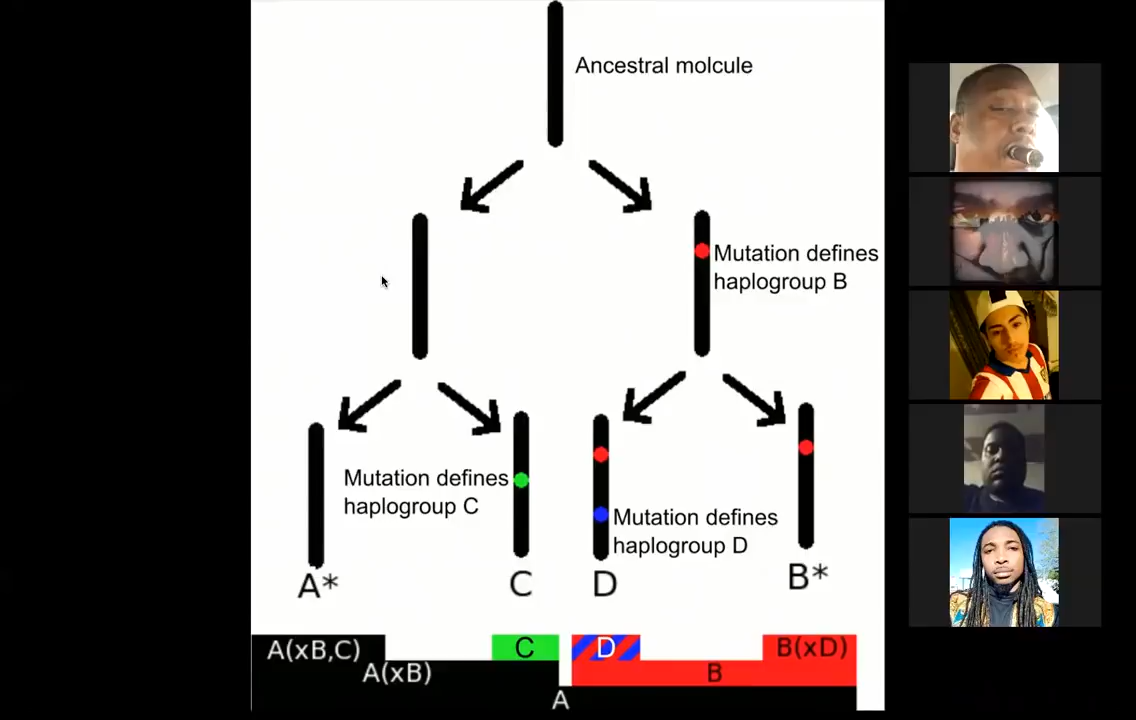 Ancestral molcule
Mutation defines
haplogroup B
Mutation defines
haplogroup C
Mutation defines
haplogroup D
A*
C
D
B*
A(xB,C)
C
D
B(xD)
A(xB)
B
A